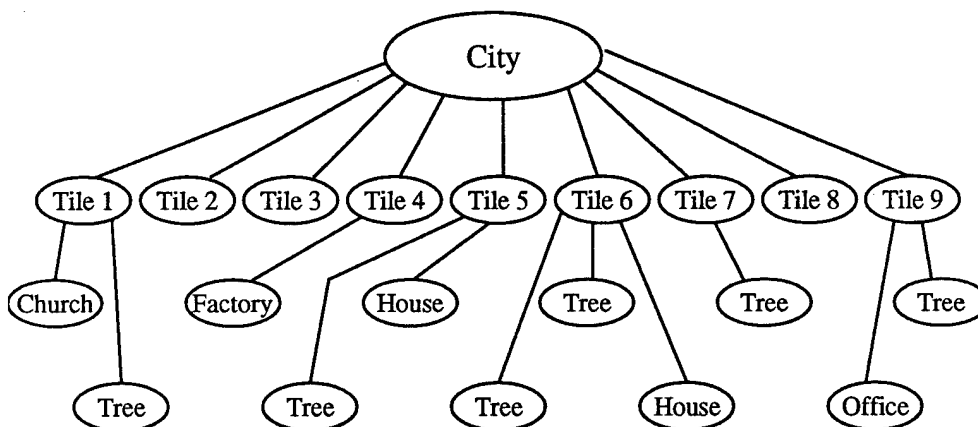 City
Tile 1 Tile 2 Tile 3 Tile 4 Tile 5 Tile 6 Tile 7 Tile 8 Tile 9
Church Factory House Tree Tree Tree
Tree Tree Tree House Office